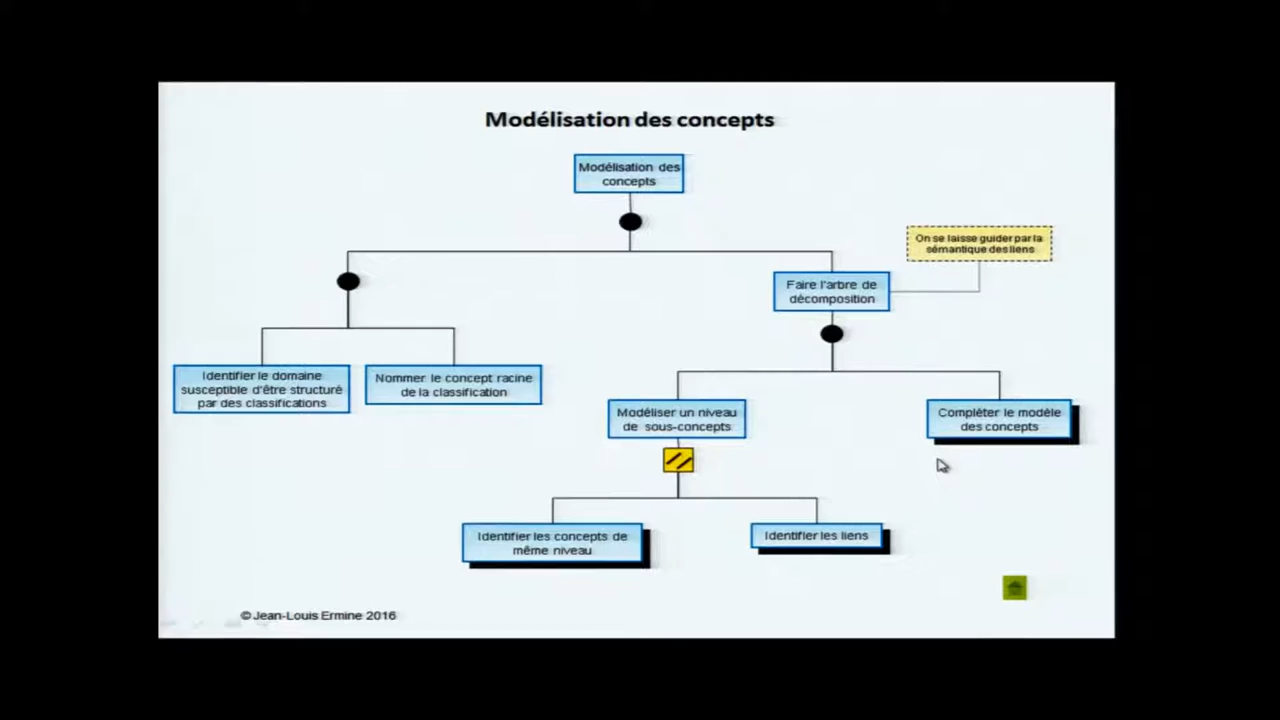 Modélisation des concepts
Modélisation des
concepts
On se laisse guider par la
sémantique des liens
Faire l'arbre de
décomposition
Identifier le domaine
susceptible d'être structuré
par des classifications
Nommer le concept racine
de la classification
Modéliser un niveau
de sous-concepts
Compléter le modèle
des concepts
Identifier les concepts de
même niveau
Identifier les liens
© Jean-Louis Ermine 2016